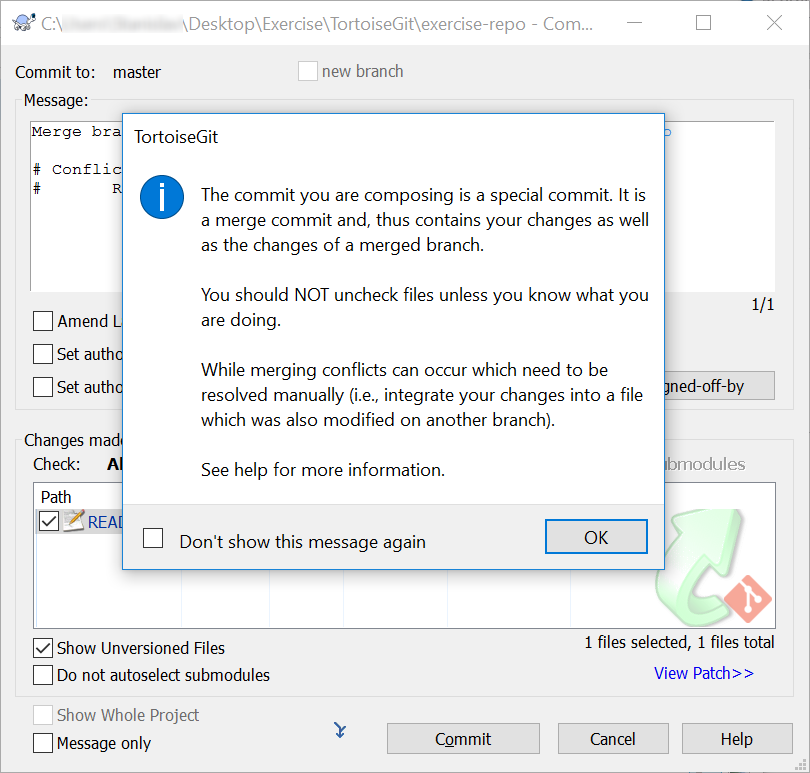 \Desktop\Exercise\TortoiseGit\exercise-repo - Com...
Commit to: master new branch
Message:
Merge bra
# Conflic
# R
TortoiseGit
The commit you are composing is a special commit. It is
a merge commit and, thus contains your changes as well
as the changes of a merged branch.
You should NOT uncheck files unless you know what you
are doing.
While merging conflicts can occur which need to be
resolved manually (i.e., integrate your changes into a file
which was also modified on another branch).
See help for more information.
Don't show this message again
OK
1/1
Amend L
Set autho
Set autho
gned-off-by
Changes made
Check: Al
ubmodules
Path
READ
Show Unversioned Files
1 files selected, 1 files total
Do not autoselect submodules
View Patch>>
Show Whole Project
Message only
Commit
Cancel
Help